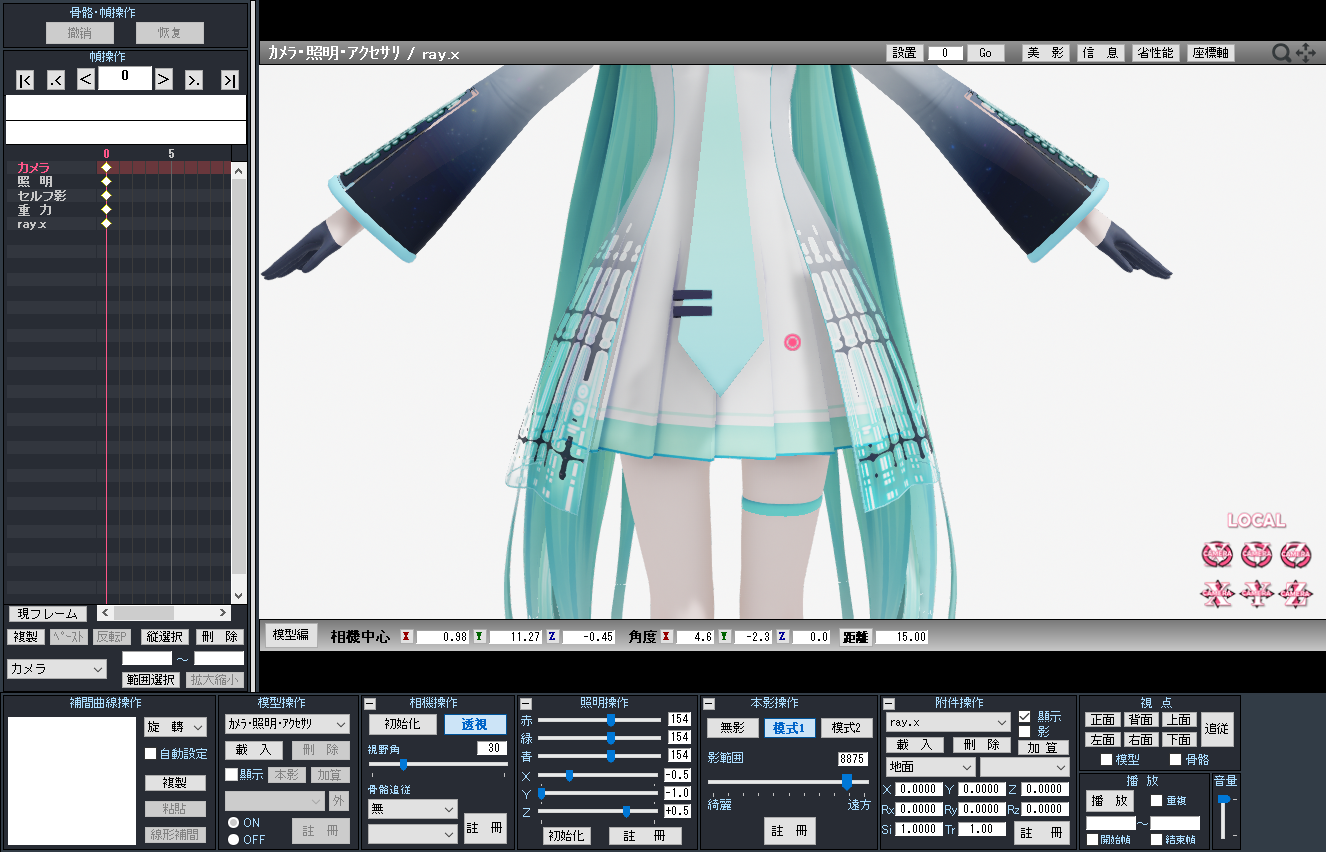 骨骼･幀操作
撤销
恢复
幀操作
|< .< < 0 > >. >|
0 5
カメラ
照 明
セルフ影
重 力
ray.x
現フレーム
複製 ﾍﾟｰｽﾄ 反転P 縦選択 刪 除
カメラ ～
範囲選択 拡大縮小
カメラ･照明･アクセサリ / ray.x
設置 0 Go 美 影 信 息 省性能 座標軸
LOCAL
CAMERA CAMERA CAMERA
CAMERA CAMERA CAMERA
模型編 相機中心 X 0.98 Y 11.27 Z -0.45 角度 X 4.6 Y -2.3 Z 0.0 距離 15.00
補間曲線操作
旋 轉
自動設定
複製
粘貼
線形補間
模型操作
ｶﾒﾗ･照明･ｱｸｾｻﾘ
載 入 刪 除
顯示 本影 加算
外
ON
OFF
註 冊
相機操作
初始化 透視
視野角 30
骨骼追従
無
註 冊
照明操作
赤 154
緑 154
青 154
X -0.5
Y -1.0
Z +0.5
初始化 註 冊
本影操作
無影 模式1 模式2
影範囲 8875
綺麗 遠方
註 冊
附件操作
ray.x 顯示
影
載 入 刪 除 加 算
地面
X 0.0000 Y 0.0000 Z 0.0000
Rx 0.0000 Ry 0.0000 Rz 0.0000
Si 1.0000 Tr 1.00 註 冊
視 点
正面 背面 上面 追従
左面 右面 下面
模型 骨骼
播 放
播 放 重複
～
開始幀 結束幀
音量